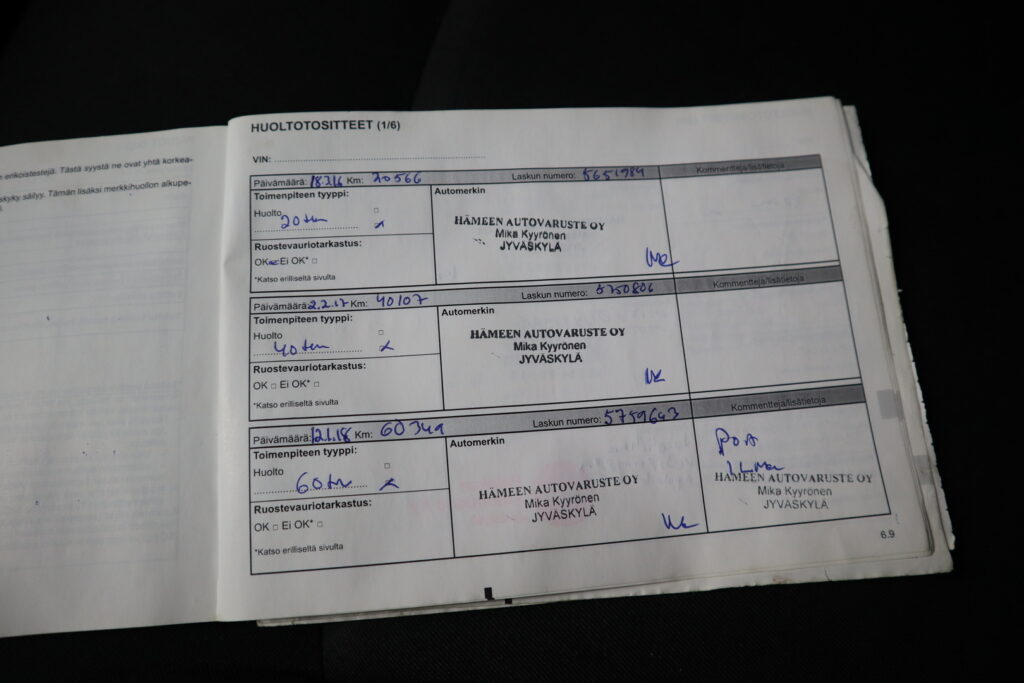 n erikoistestejä. Tästä syystä ne ovat yhtä korkea-
skyky säilyy. Tämän lisäksi merkkihuollon alkupe-
HUOLTOTOSITTEET (1/6)
VIN:
Päivämäärä: 18.3.16 Km: 20566 Laskun numero: 5651984 Kommentteja/lisätietoja
Toimenpiteen tyyppi: Automerkin
Huolto
20 tkm x
HÄMEEN AUTOVARUSTE OY
Mika Kyyrönen
JYVÄSKYLÄ
Ruostevauriotarkastus:
OK Ei OK*
*Katso erilliseltä sivulta
Päivämäärä: 2.2.17 Km: 40107 Laskun numero: 5750806 Kommentteja/lisätietoja
Toimenpiteen tyyppi: Automerkin
Huolto
40 tkm x
HÄMEEN AUTOVARUSTE OY
Mika Kyyrönen
JYVÄSKYLÄ
Ruostevauriotarkastus:
OK □ Ei OK* □
*Katso erilliseltä sivulta
Päivämäärä: 12.1.18 Km: 60349 Laskun numero: 5759643 Kommentteja/lisätietoja
Toimenpiteen tyyppi: Automerkin
Huolto
60 tkm x
HÄMEEN AUTOVARUSTE OY
Mika Kyyrönen
JYVÄSKYLÄ
Ruostevauriotarkastus:
OK □ Ei OK* □
*Katso erilliseltä sivulta
HÄMEEN AUTOVARUSTE OY
Mika Kyyrönen
JYVÄSKYLÄ
6.9